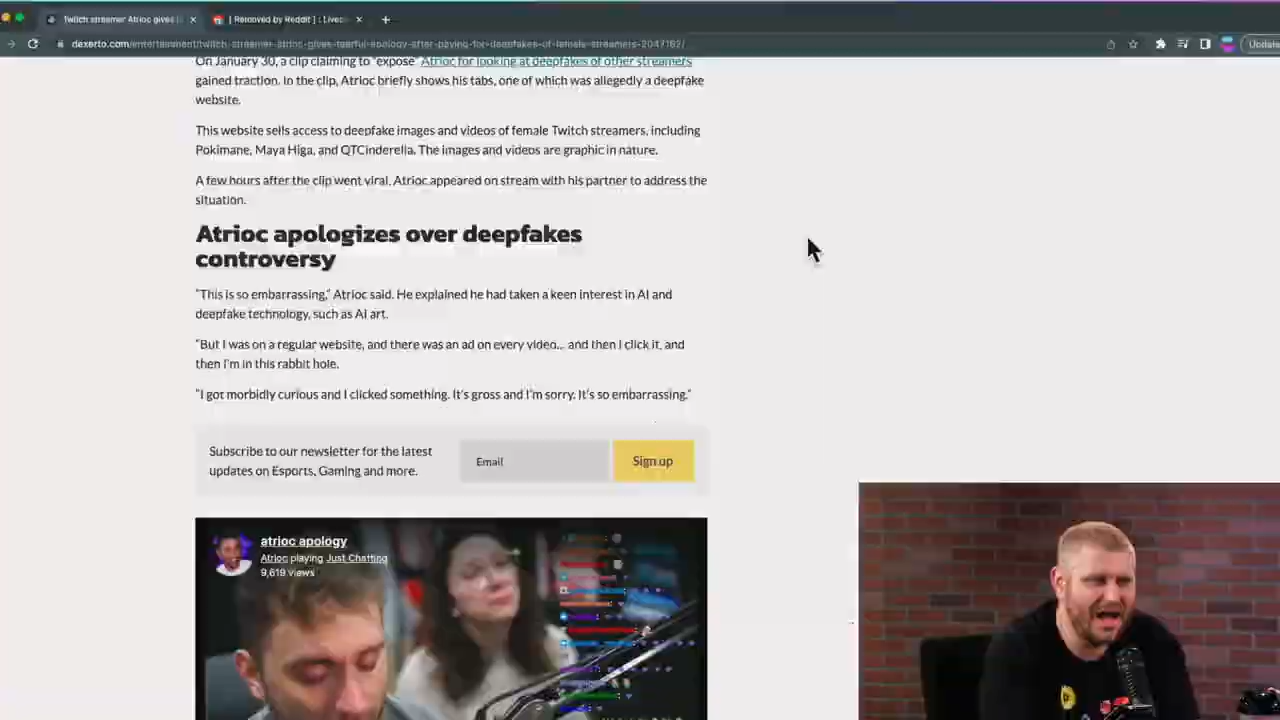 Twitch streamer Atrioc gives
[ Removed by Reddit ] : Lives
dexerto.com/entertainment/twitch-streamer-atrioc-gives-tearful-apology-after-paying-for-deepfakes-of-female-streamers-2047162/
Update
On January 30, a clip claiming to “expose” Atrioc for looking at deepfakes of other streamers
gained traction. In the clip, Atrioc briefly shows his tabs, one of which was allegedly a deepfake
website.
This website sells access to deepfake images and videos of female Twitch streamers, including
Pokimane, Maya Higa, and QTCinderella. The images and videos are graphic in nature.
A few hours after the clip went viral, Atrioc appeared on stream with his partner to address the
situation.
Atrioc apologizes over deepfakes
controversy
“This is so embarrassing,” Atrioc said. He explained he had taken a keen interest in AI and
deepfake technology, such as AI art.
“But I was on a regular website, and there was an ad on every video… and then I click it, and
then I’m in this rabbit hole.
“I got morbidly curious and I clicked something. It’s gross and I’m sorry. It’s so embarrassing.”
Subscribe to our newsletter for the latest
updates on Esports, Gaming and more.
Email
Sign up
atrioc apology
Atrioc playing Just Chatting
9,619 views